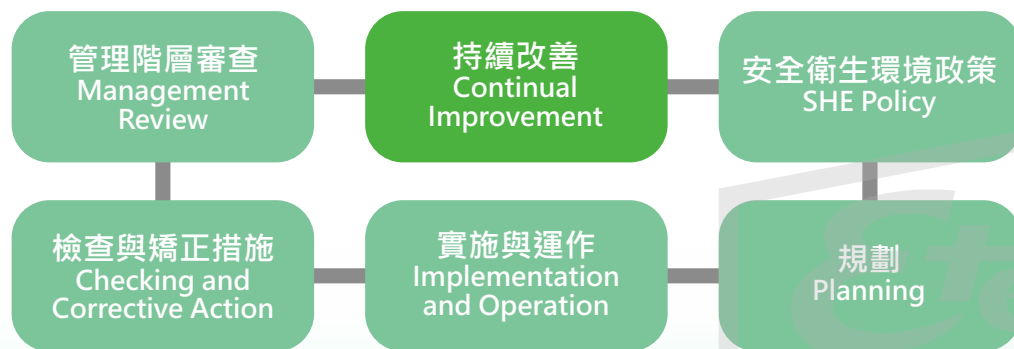 管理階層審查
Management
Review
持續改善
Continual
Improvement
安全衛生環境政策
SHE Policy
檢查與矯正措施
Checking and
Corrective Action
實施與運作
Implementation
and Operation
規劃
Planning